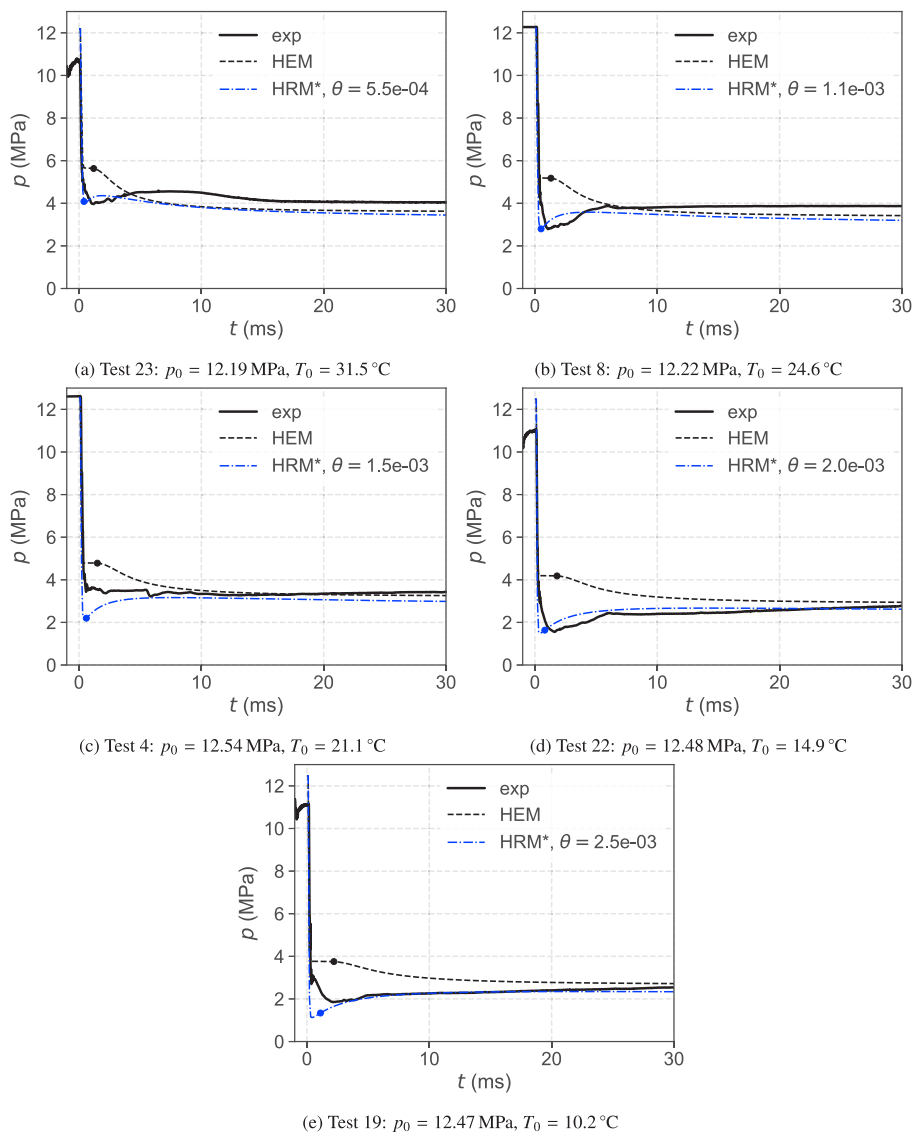 12
10
8
6
4
2
0
p (MPa)
exp
HEM
HRM*, θ = 5.5e-04
0
10
20
30
t (ms)
(a) Test 23: p₀ = 12.19 MPa, T₀ = 31.5 °C
12
10
8
6
4
2
0
p (MPa)
exp
HEM
HRM*, θ = 1.1e-03
0
10
20
30
t (ms)
(b) Test 8: p₀ = 12.22 MPa, T₀ = 24.6 °C
12
10
8
6
4
2
0
p (MPa)
exp
HEM
HRM*, θ = 1.5e-03
0
10
20
30
t (ms)
(c) Test 4: p₀ = 12.54 MPa, T₀ = 21.1 °C
12
10
8
6
4
2
0
p (MPa)
exp
HEM
HRM*, θ = 2.0e-03
0
10
20
30
t (ms)
(d) Test 22: p₀ = 12.48 MPa, T₀ = 14.9 °C
12
10
8
6
4
2
0
p (MPa)
exp
HEM
HRM*, θ = 2.5e-03
0
10
20
30
t (ms)
(e) Test 19: p₀ = 12.47 MPa, T₀ = 10.2 °C